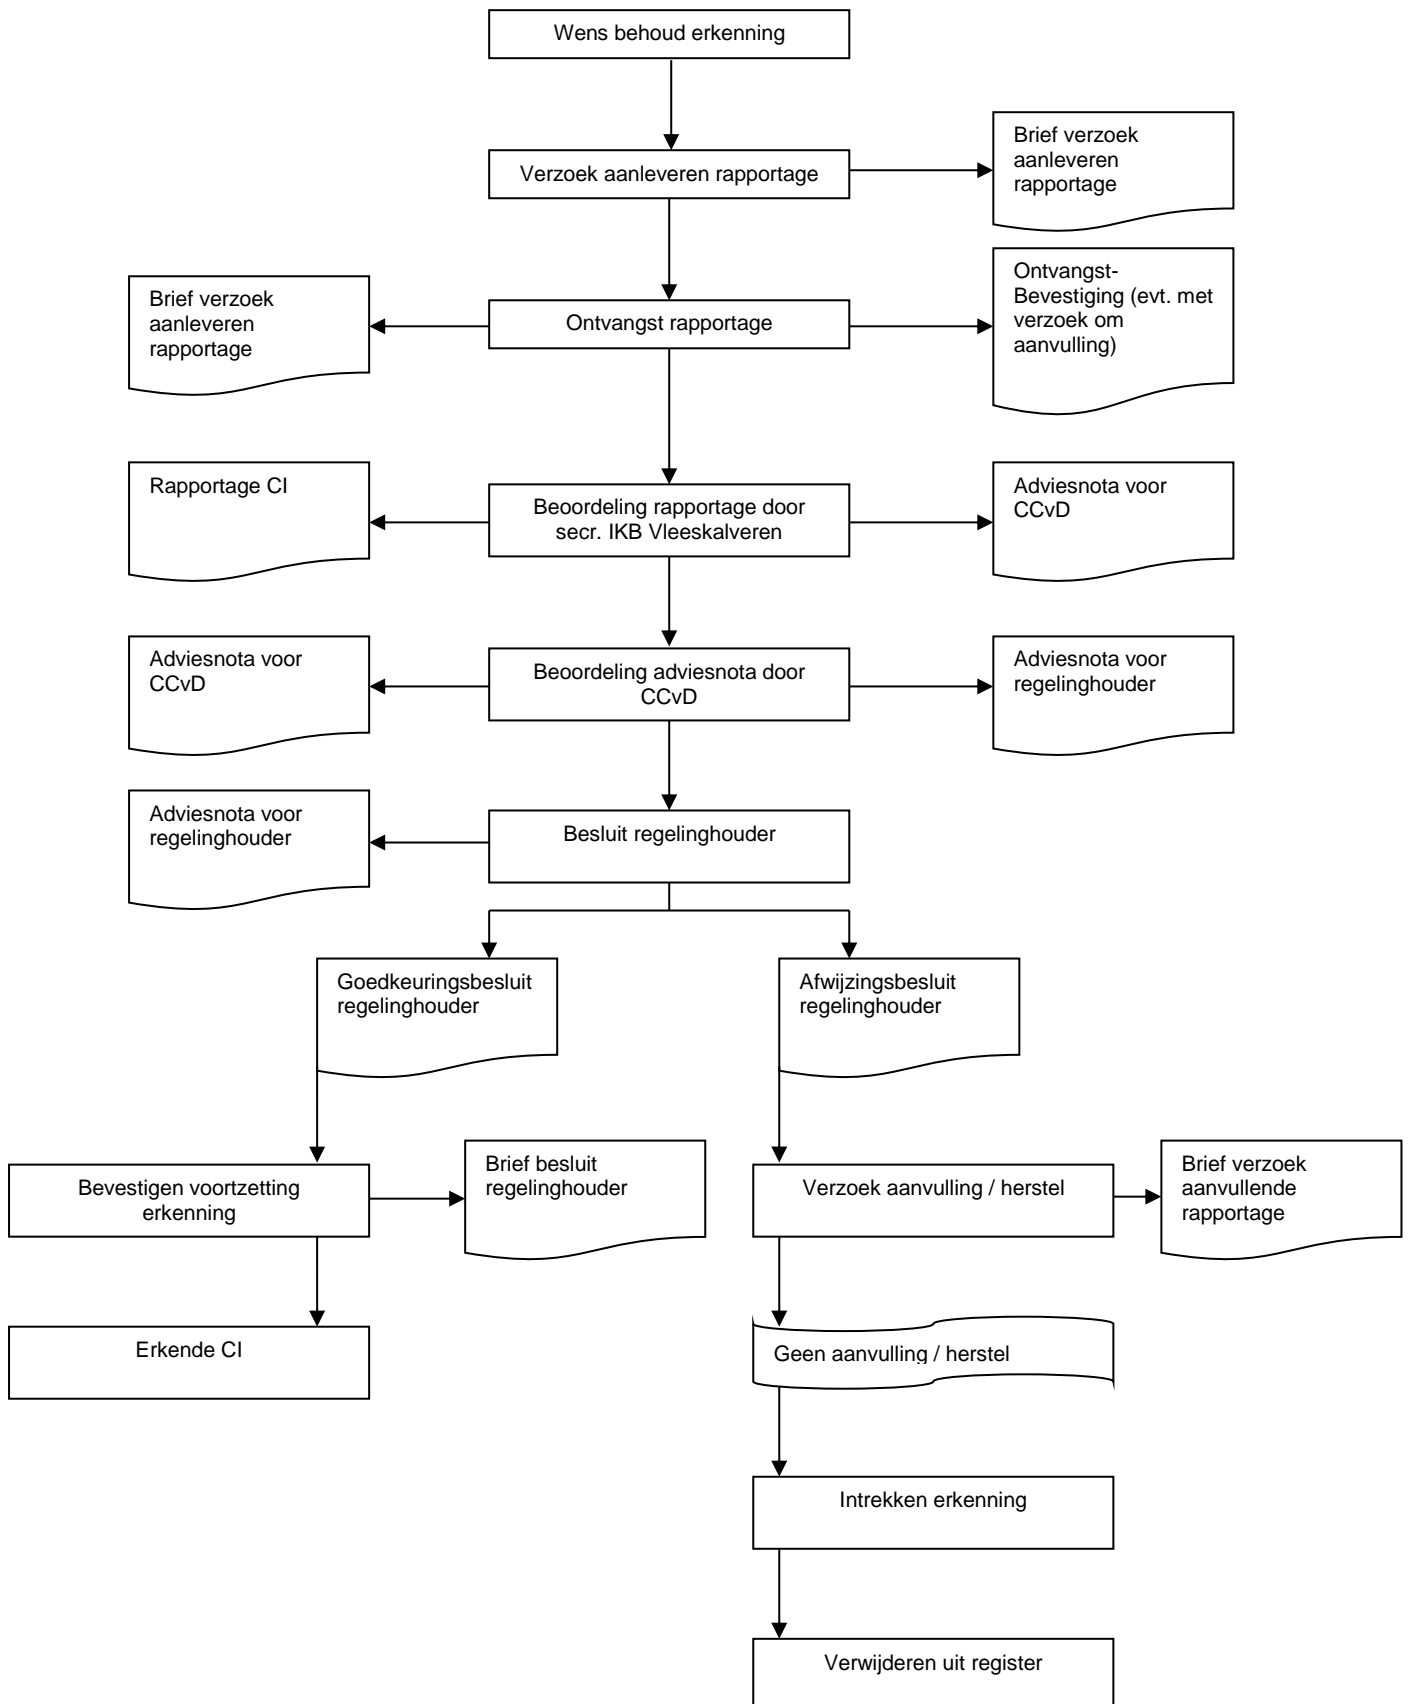 Wens behoud erkenning
Verzoek aanleveren rapportage
Brief verzoek
aanleveren
rapportage
Brief verzoek
aanleveren
rapportage
Ontvangst rapportage
Ontvangst-
Bevestiging (evt. met
verzoek om
aanvulling)
Rapportage CI
Beoordeling rapportage door
secr. IKB Vleeskalveren
Adviesnota voor
CCvD
Adviesnota voor
CCvD
Beoordeling adviesnota door
CCvD
Adviesnota voor
regelinghouder
Adviesnota voor
regelinghouder
Besluit regelinghouder
Goedkeuringsbesluit
regelinghouder
Afwijzingsbesluit
regelinghouder
Bevestigen voortzetting
erkenning
Brief besluit
regelinghouder
Verzoek aanvulling / herstel
Brief verzoek
aanvullende
rapportage
Erkende CI
Geen aanvulling / herstel
Intrekken erkenning
Verwijderen uit register